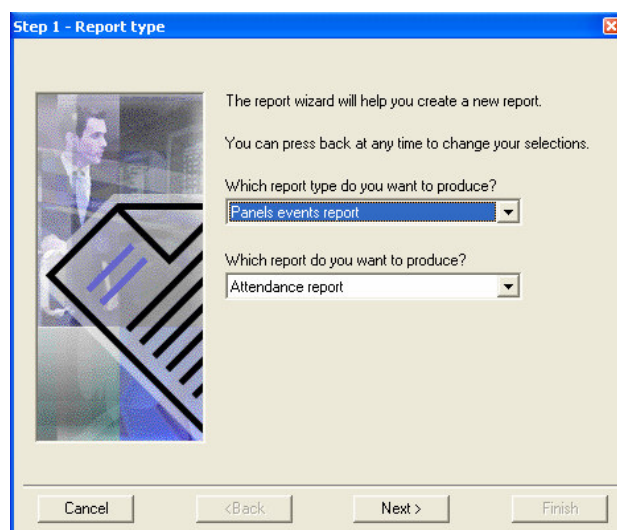 Step 1 - Report type
The report wizard will help you create a new report.
You can press back at any time to change your selections.
Which report type do you want to produce?
Panels events report
Which report do you want to produce?
Attendance report
Cancel
<Back
Next >
Finish